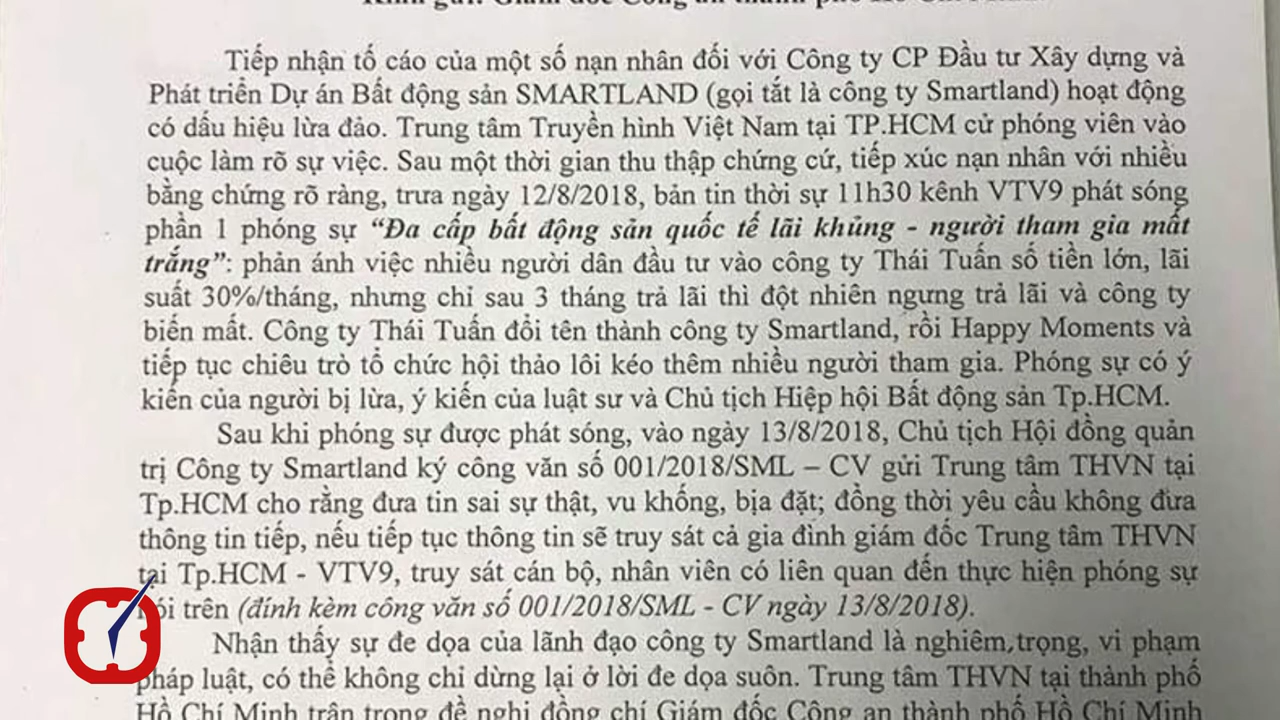 Kính gửi: Giám đốc Công an thành phố Hồ Chí Minh
Tiếp nhận tố cáo của một số nạn nhân đối với Công ty CP Đầu tư Xây dựng và
Phát triển Dự án Bất động sản SMARTLAND (gọi tắt là công ty Smartland) hoạt động
có dấu hiệu lừa đảo. Trung tâm Truyền hình Việt Nam tại TP.HCM cử phóng viên vào
cuộc làm rõ sự việc. Sau một thời gian thu thập chứng cứ, tiếp xúc nạn nhân với nhiều
bằng chứng rõ ràng, trưa ngày 12/8/2018, bản tin thời sự 11h30 kênh VTV9 phát sóng
phần 1 phóng sự “Đa cấp bất động sản quốc tế lãi khủng - người tham gia mất
trắng”: phản ánh việc nhiều người dân đầu tư vào công ty Thái Tuấn số tiền lớn, lãi
suất 30%/tháng, nhưng chỉ sau 3 tháng trả lãi thì đột nhiên ngưng trả lãi và công ty
biến mất. Công ty Thái Tuấn đổi tên thành công ty Smartland, rồi Happy Moments và
tiếp tục chiêu trò tổ chức hội thảo lôi kéo thêm nhiều người tham gia. Phóng sự có ý
kiến của người bị lừa, ý kiến của luật sư và Chủ tịch Hiệp hội Bất động sản Tp.HCM.
Sau khi phóng sự được phát sóng, vào ngày 13/8/2018, Chủ tịch Hội đồng quản
trị Công ty Smartland ký công văn số 001/2018/SML – CV gửi Trung tâm THVN tại
Tp.HCM cho rằng đưa tin sai sự thật, vu khống, bịa đặt; đồng thời yêu cầu không đưa
thông tin tiếp, nếu tiếp tục thông tin sẽ truy sát cả gia đình giám đốc Trung tâm THVN
tại Tp.HCM - VTV9, truy sát cán bộ, nhân viên có liên quan đến thực hiện phóng sự
nói trên (đính kèm công văn số 001/2018/SML - CV ngày 13/8/2018).
Nhận thấy sự đe dọa của lãnh đạo công ty Smartland là nghiêm trọng, vi phạm
pháp luật, có thể không chỉ dừng lại ở lời đe dọa suôn. Trung tâm THVN tại thành phố
Hồ Chí Minh trân trọng đề nghị đồng chí Giám đốc Công an thành phố Hồ Chí Minh